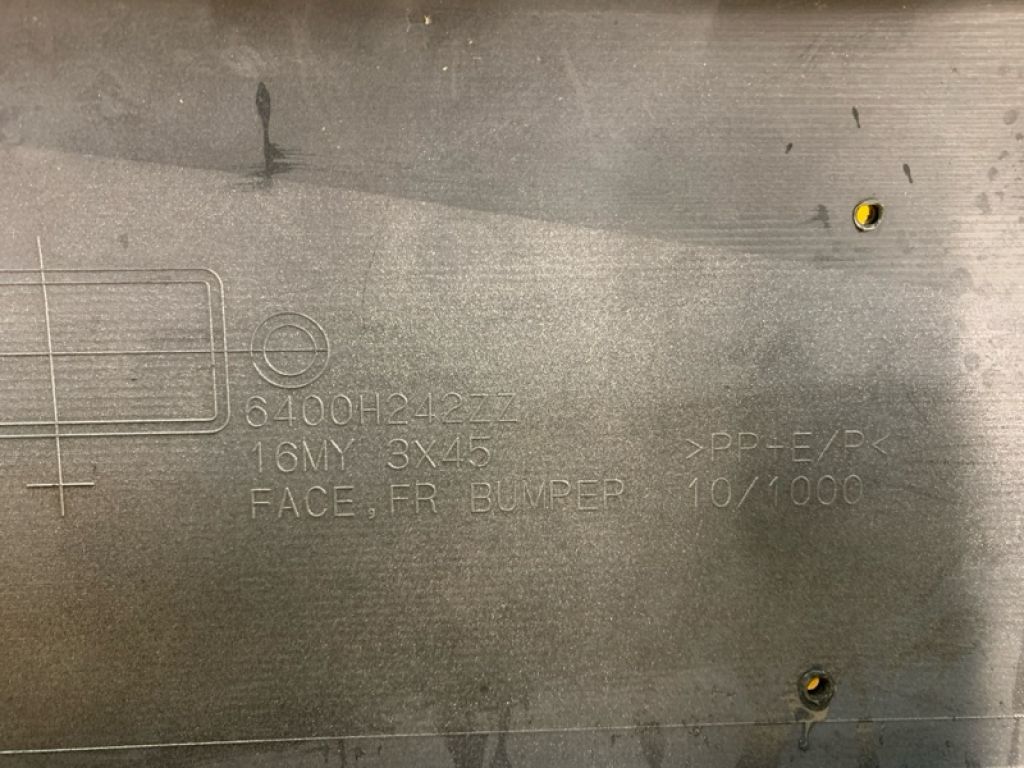 6400H242ZZ
16MY 3X45
FACE,FR BUMPER
>PP+E/P<
10/1000